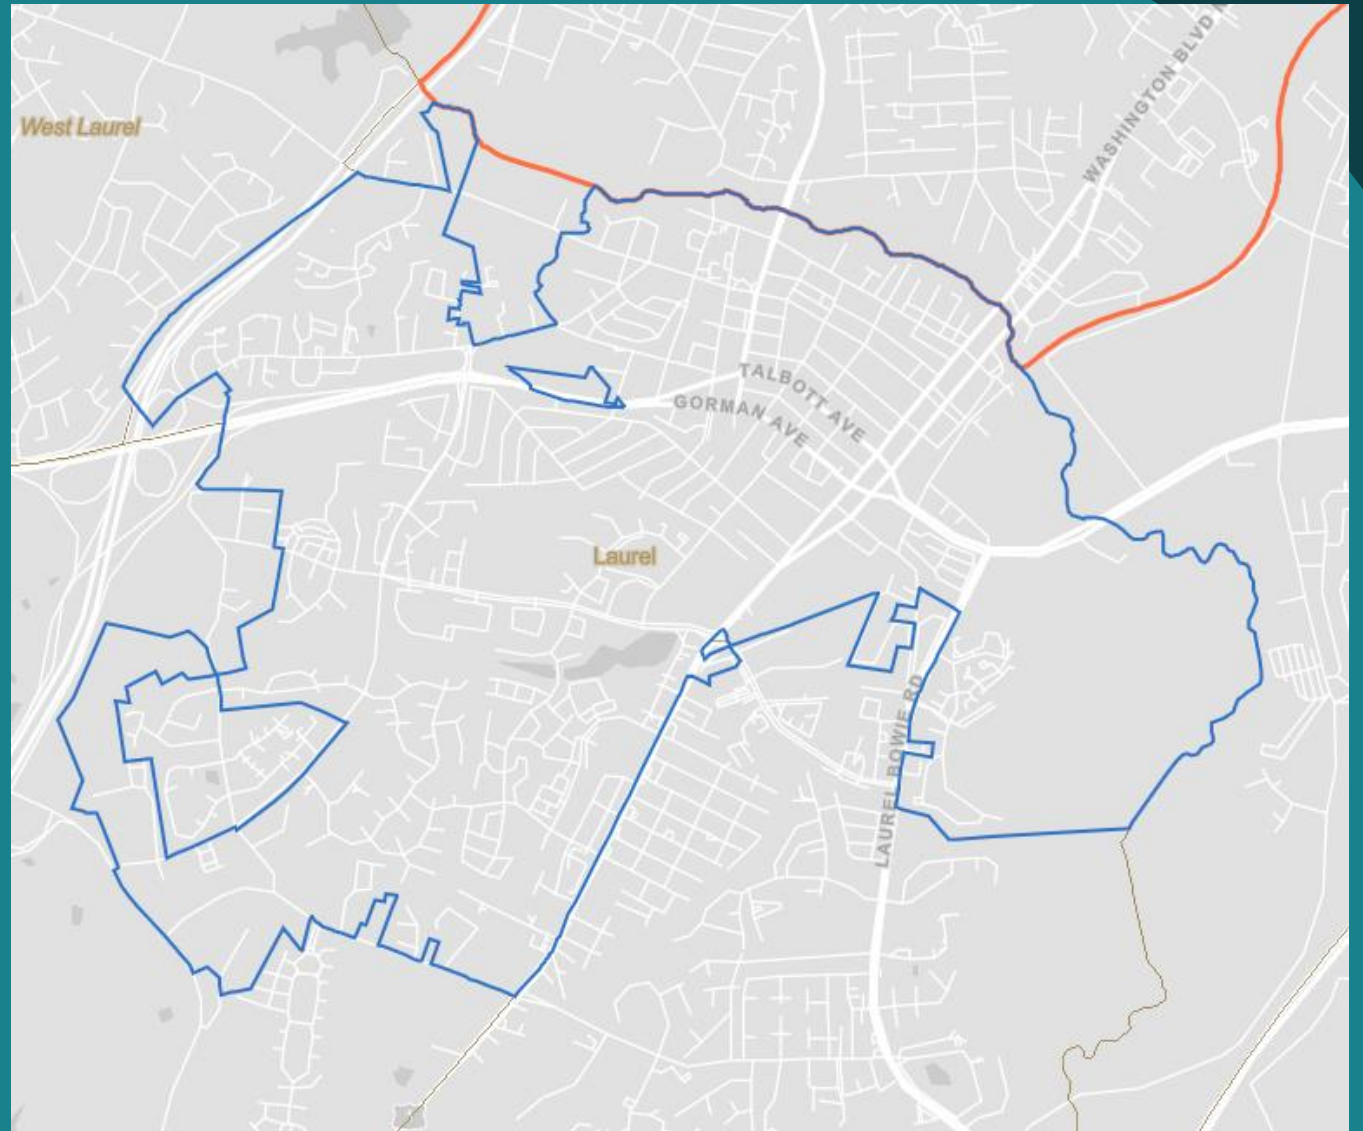 WASHINGTON BLVD N
West Laurel
TALBOTT AVE
GORMAN AVE
Laurel
LAUREL BOWIE RD